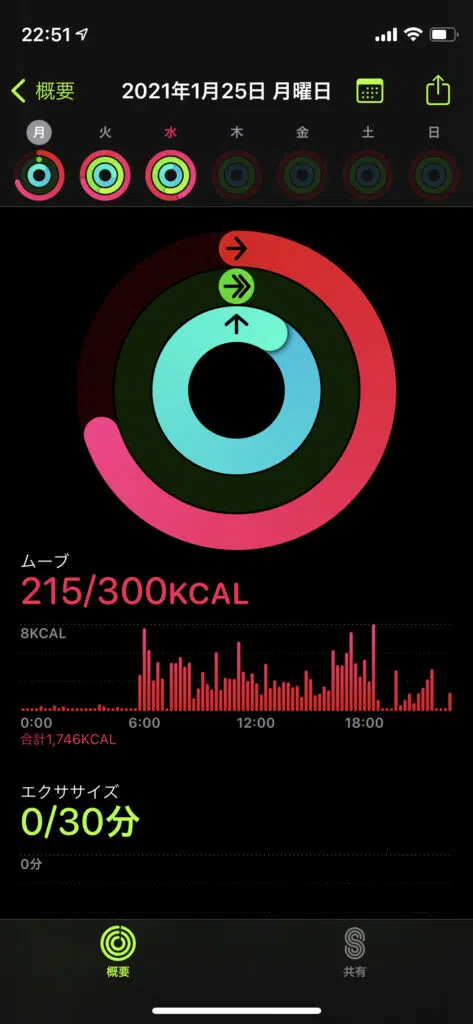 22:51
概要 2021年1月25日 月曜日
月 火 水 木 金 土 日
ムーブ
215/300KCAL
8KCAL
0:00 6:00 12:00 18:00
合計1,746KCAL
エクササイズ
0/30分
0分
概要 共有